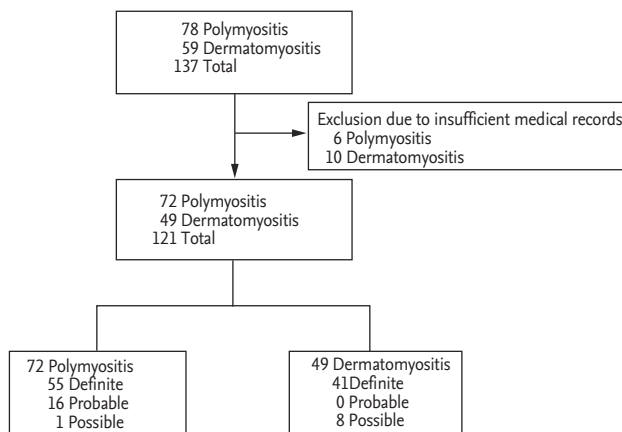 78 Polymyositis
59 Dermatomyositis
137 Total
Exclusion due to insufficient medical records
6 Polymyositis
10 Dermatomyositis
72 Polymyositis
49 Dermatomyositis
121 Total
72 Polymyositis
55 Definite
16 Probable
1 Possible
49 Dermatomyositis
41Definite
0 Probable
8 Possible